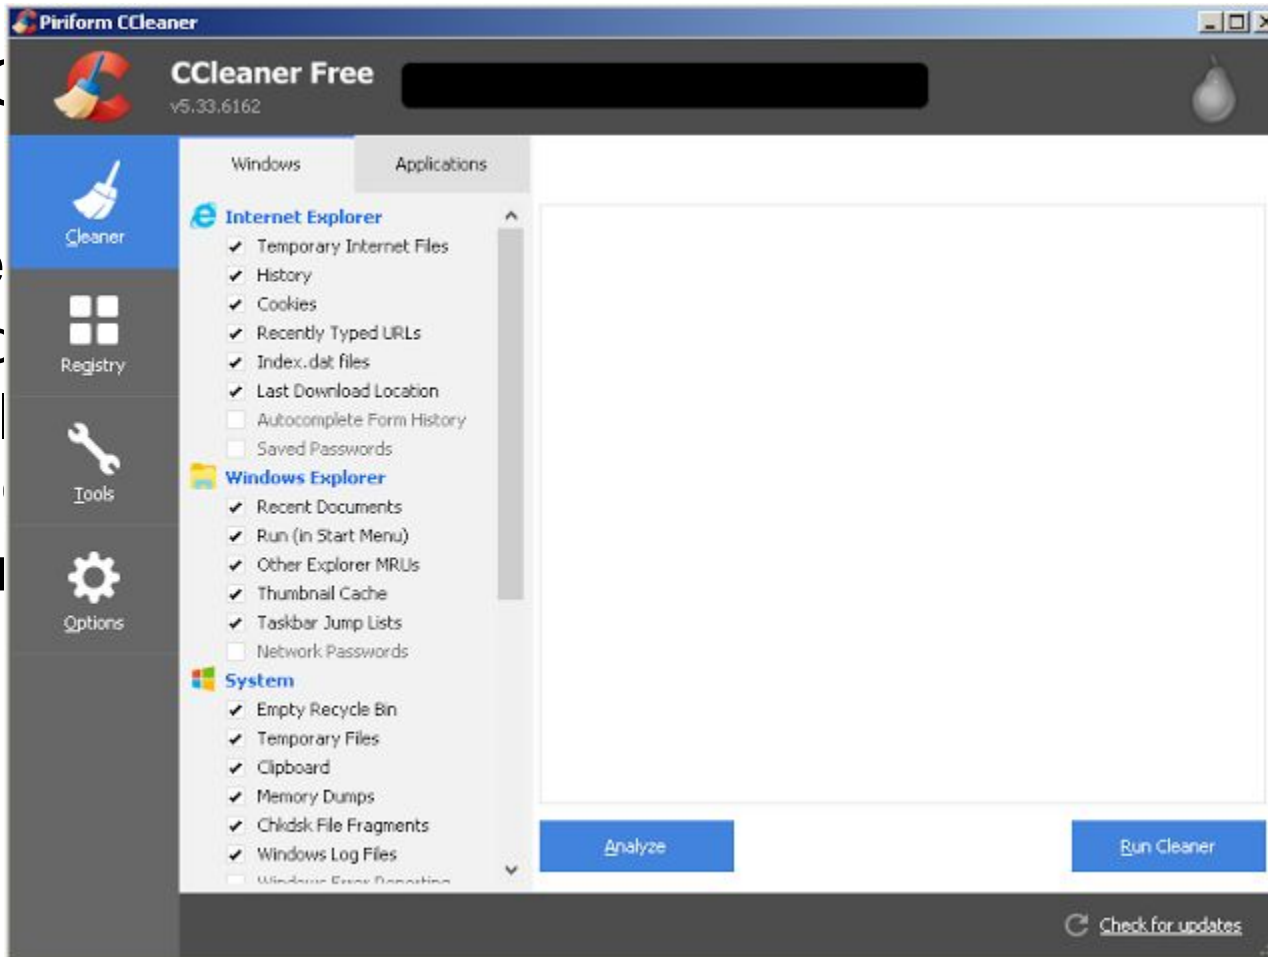 Piriform CCleaner
CCleaner Free
v5.33.6162
Cleaner
Registry
Tools
Options
Windows
Applications
Internet Explorer
Temporary Internet Files
History
Cookies
Recently Typed URLs
Index.dat files
Last Download Location
Autocomplete Form History
Saved Passwords
Windows Explorer
Recent Documents
Run (in Start Menu)
Other Explorer MRUs
Thumbnail Cache
Taskbar Jump Lists
Network Passwords
System
Empty Recycle Bin
Temporary Files
Clipboard
Memory Dumps
Chkdsk File Fragments
Windows Log Files
Windows Error Reporting
Analyze
Run Cleaner
Check for updates